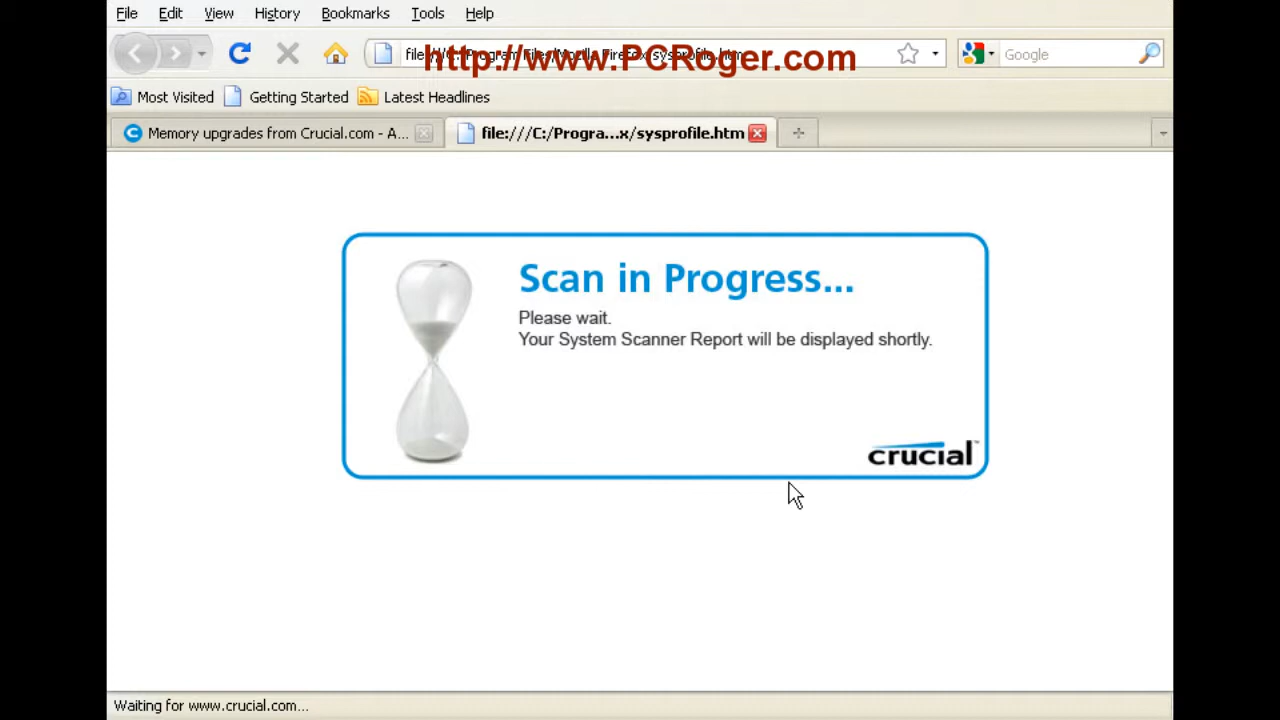 File Edit View History Bookmarks Tools Help
http://www.PCRoger.com
Google
Most Visited Getting Started Latest Headlines
Memory upgrades from Crucial.com - A... file:///C:/Progra...x/sysprofile.htm
Scan in Progress...
Please wait.
Your System Scanner Report will be displayed shortly.
crucial™
Waiting for www.crucial.com...